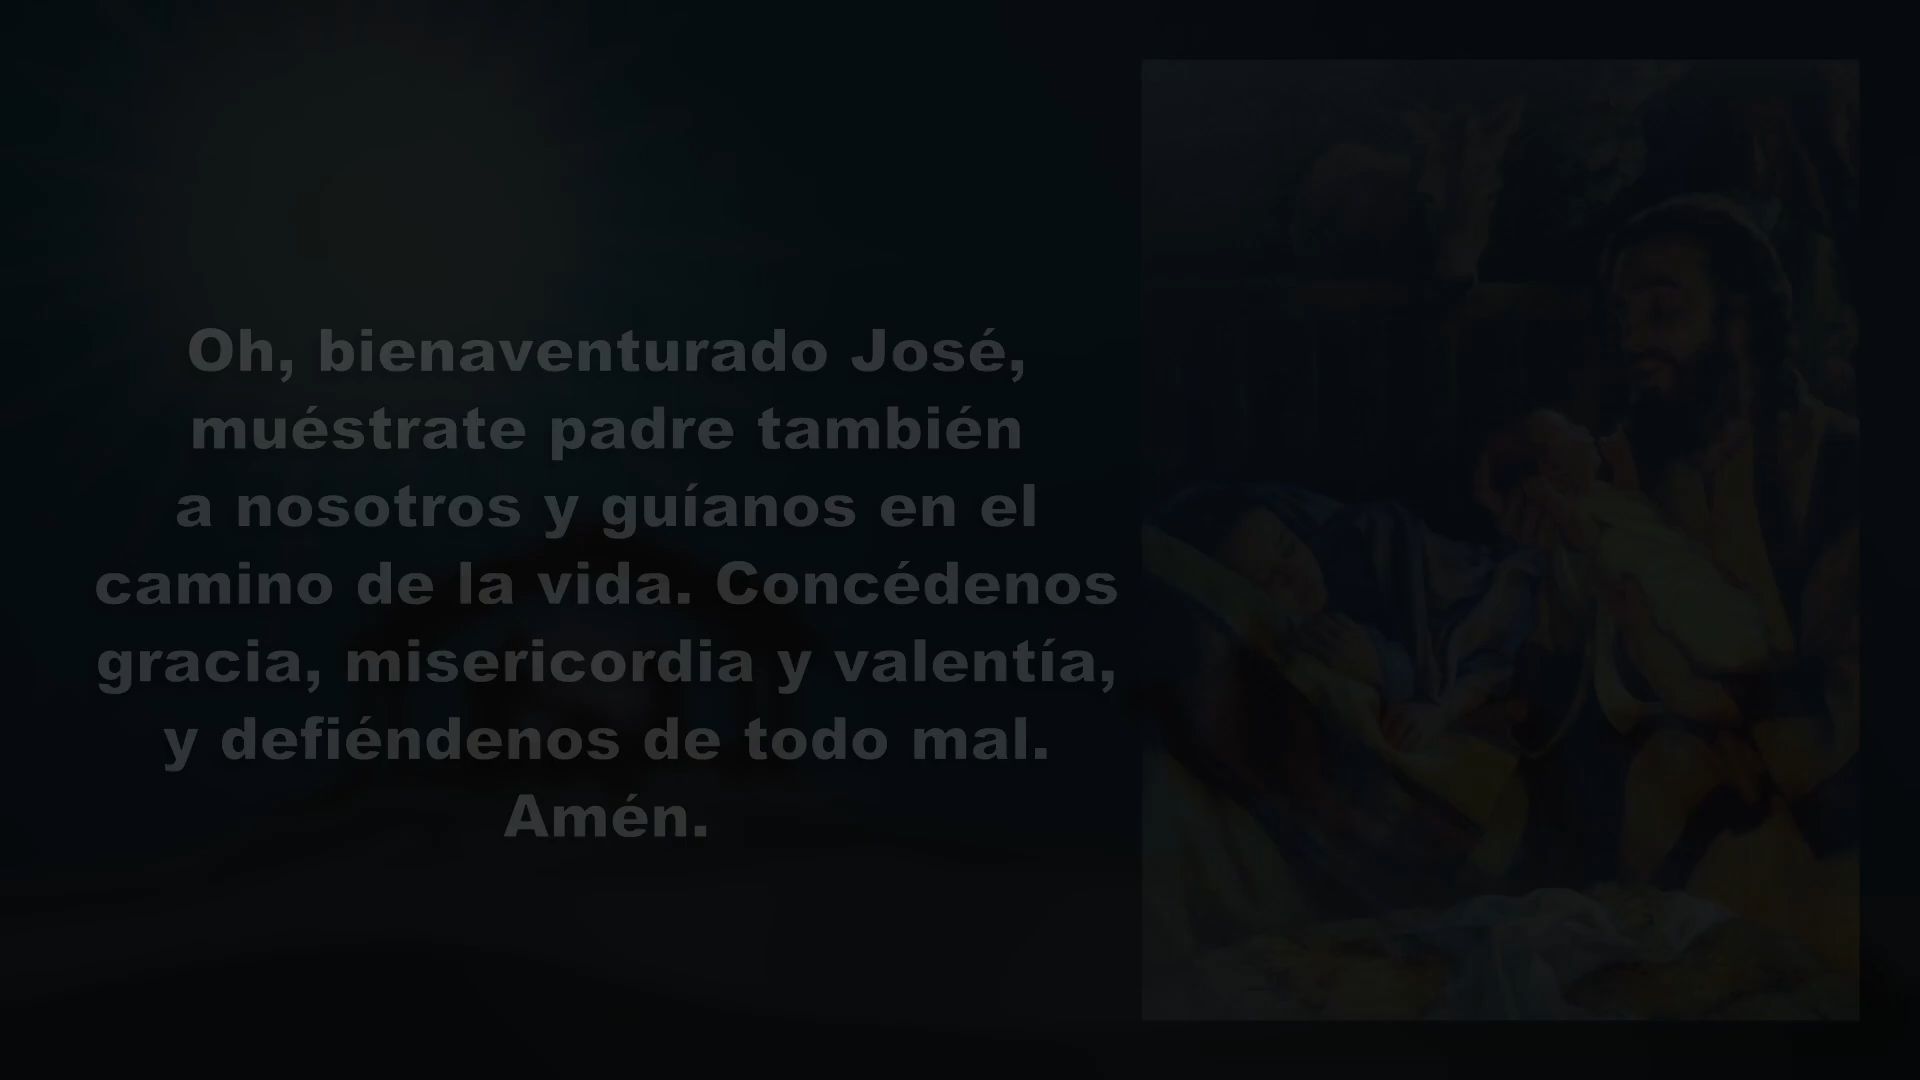 Oh, bienaventurado José,
muéstrate padre también
a nosotros y guíanos en el
camino de la vida. Concédenos
gracia, misericordia y valentía,
y defiéndenos de todo mal.
Amén.